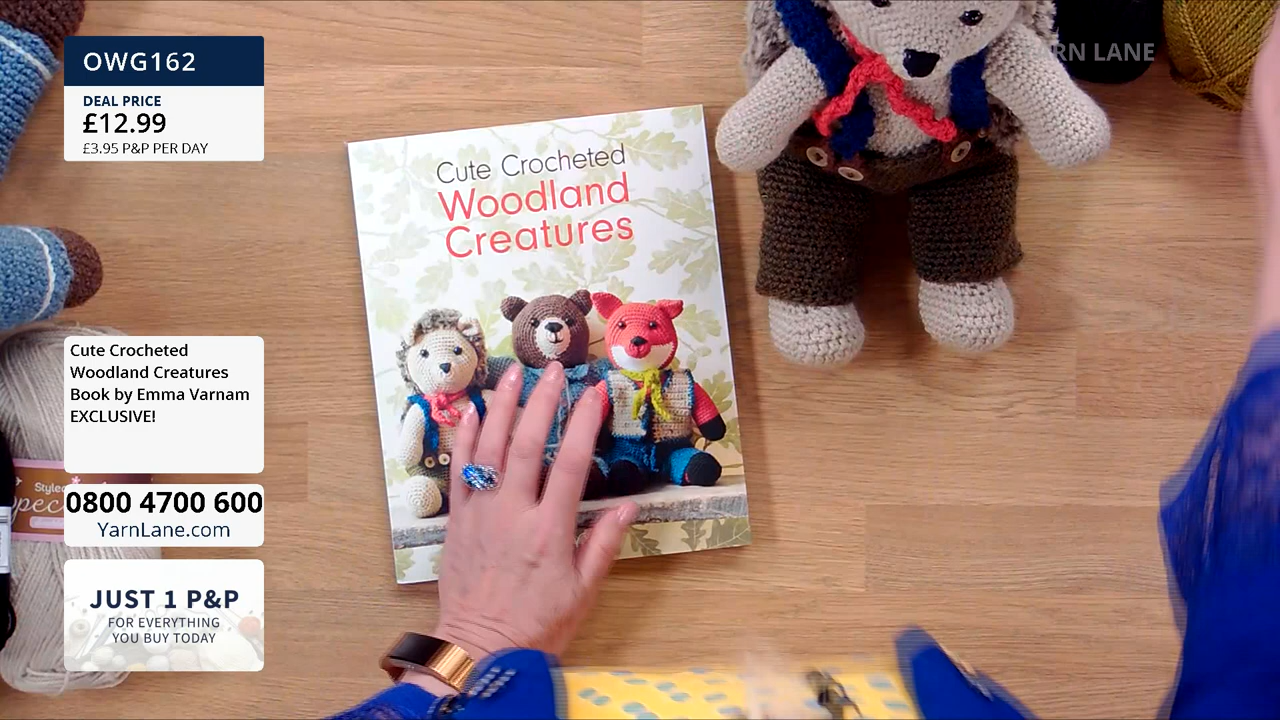 OWG162
DEAL PRICE
£12.99
£3.95 P&P PER DAY
Cute Crocheted
Woodland Creatures
Book by Emma Varnam
EXCLUSIVE!
0800 4700 600
YarnLane.com
JUST 1 P&P
FOR EVERYTHING
YOU BUY TODAY
Cute Crocheted
Woodland
Creatures
RN LANE